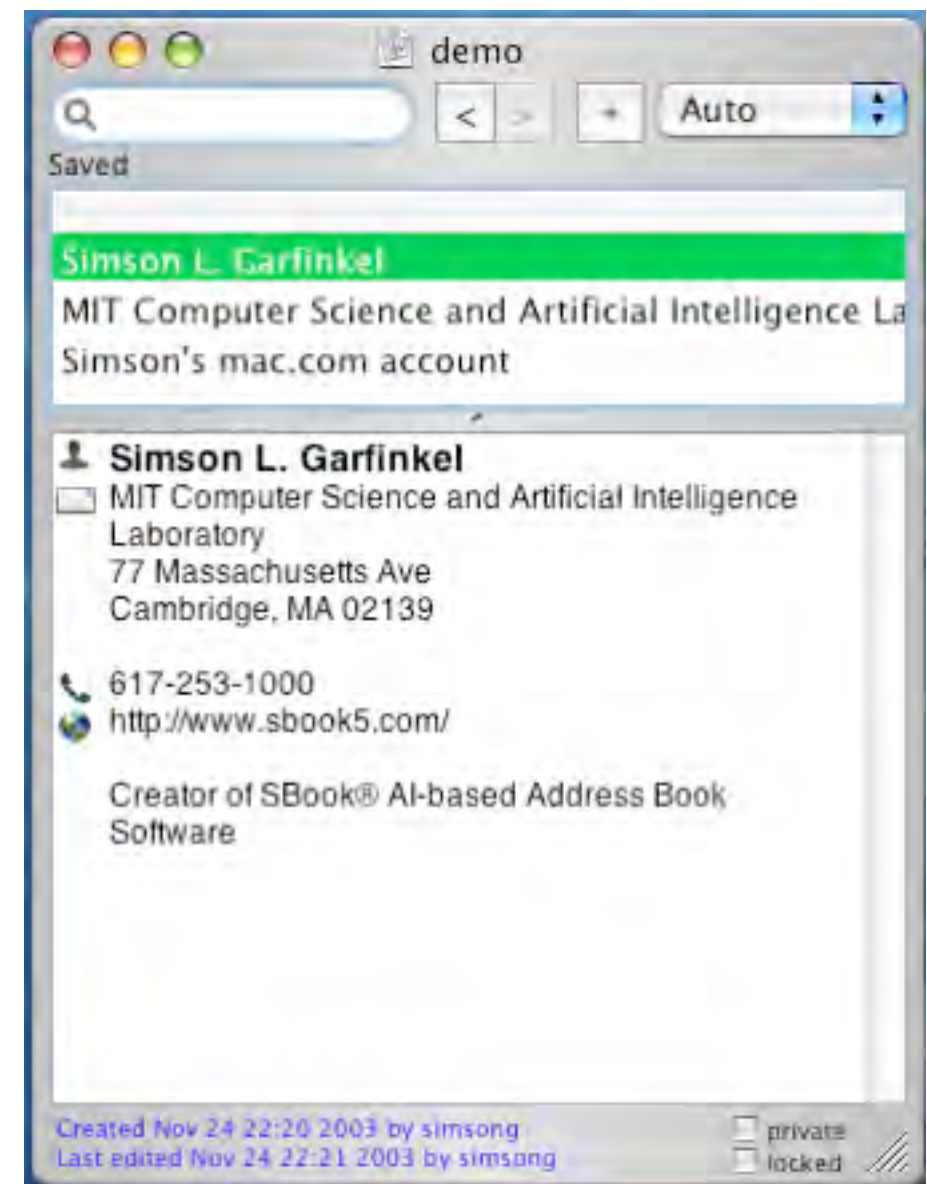 demo
< > + Auto
Saved
Simson L. Garfinkel
MIT Computer Science and Artificial Intelligence La
Simson's mac.com account
Simson L. Garfinkel
MIT Computer Science and Artificial Intelligence
Laboratory
77 Massachusetts Ave
Cambridge, MA 02139
617-253-1000
http://www.sbook5.com/
Creator of SBook® AI-based Address Book
Software
Created Nov 24 22:20 2003 by simsong
private
Last edited Nov 24 22:21 2003 by simsong
locked